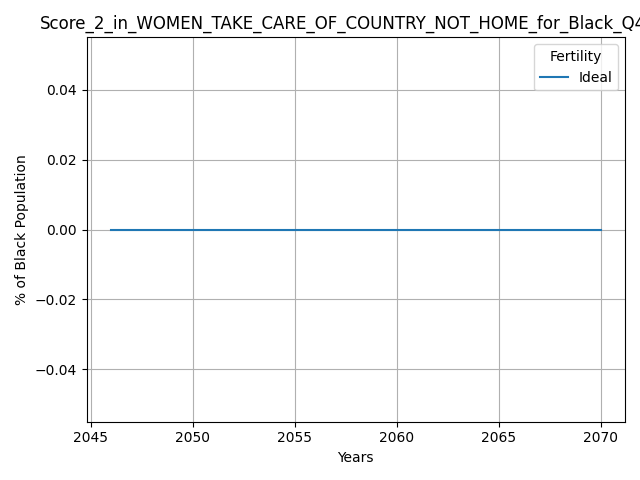 Score_2_in_WOMEN_TAKE_CARE_OF_COUNTRY_NOT_HOME_for_Black_Q4
Fertility
Ideal
0.04
0.02
0.00
−0.02
−0.04
% of Black Population
2045 2050 2055 2060 2065 2070
Years